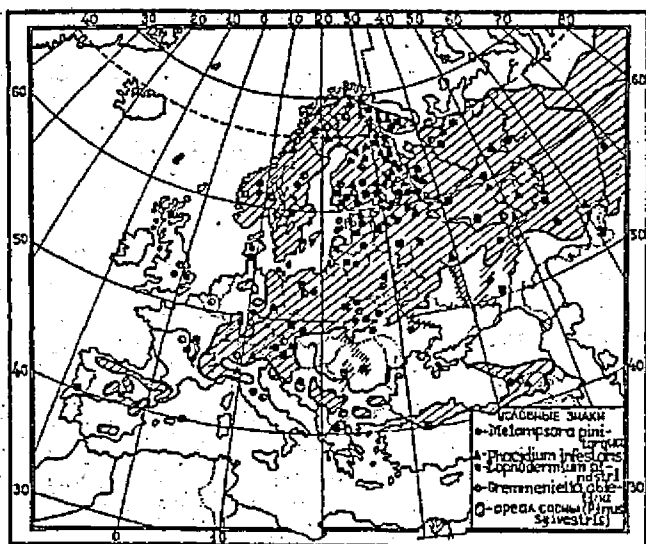 40 30 20 10 0 10 20 30 40 50 60 70 80
60 60
50 50
40 40
30 30
0
УСЛОВНЫЕ ЗНАКИ
Melampsora pini-
torqua
Phacidium infestans
Lophodermium pi-
nastri
Gremmeniella abie-
tina
ареал сосны (Pinus
Sylvestris)